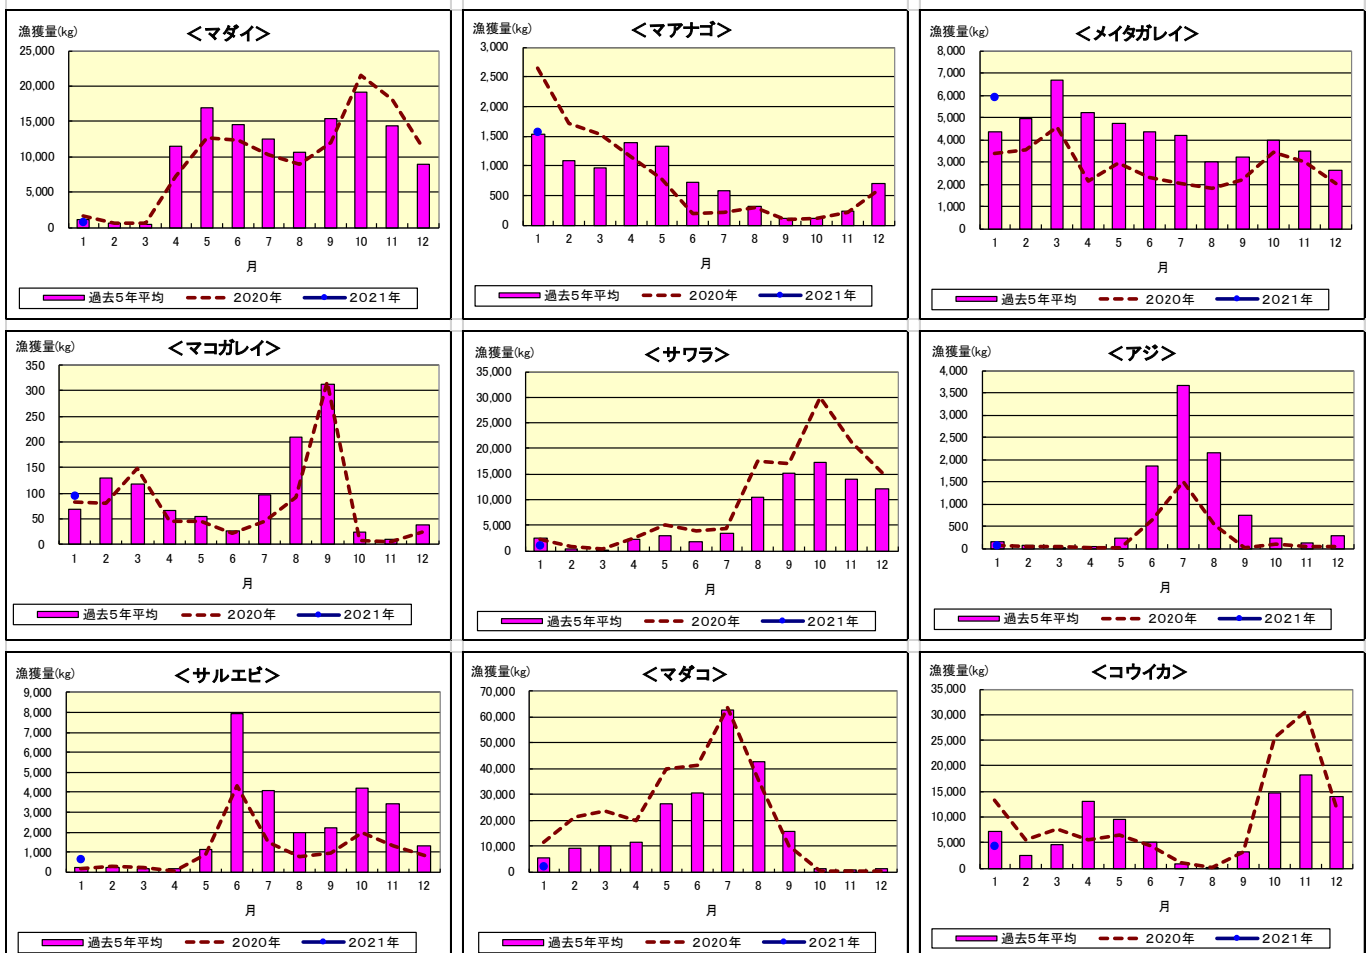 漁獲量(kg)
＜マダイ＞
25,000
20,000
15,000
10,000
5,000
0
1 2 3 4 5 6 7 8 9 10 11 12
月
過去5年平均 2020年 2021年
漁獲量(kg)
＜マアナゴ＞
3,000
2,500
2,000
1,500
1,000
500
0
1 2 3 4 5 6 7 8 9 10 11 12
月
過去5年平均 2020年 2021年
漁獲量(kg)
＜メイタガレイ＞
8,000
7,000
6,000
5,000
4,000
3,000
2,000
1,000
0
1 2 3 4 5 6 7 8 9 10 11 12
月
過去5年平均 2020年 2021年
漁獲量(kg)
＜マコガレイ＞
350
300
250
200
150
100
50
0
1 2 3 4 5 6 7 8 9 10 11 12
月
過去5年平均 2020年 2021年
漁獲量(kg)
＜サワラ＞
35,000
30,000
25,000
20,000
15,000
10,000
5,000
0
1 2 3 4 5 6 7 8 9 10 11 12
月
過去5年平均 2020年 2021年
漁獲量(kg)
＜アジ＞
4,000
3,500
3,000
2,500
2,000
1,500
1,000
500
0
1 2 3 4 5 6 7 8 9 10 11 12
月
過去5年平均 2020年 2021年
漁獲量(kg)
＜サルエビ＞
9,000
8,000
7,000
6,000
5,000
4,000
3,000
2,000
1,000
0
1 2 3 4 5 6 7 8 9 10 11 12
月
過去5年平均 2020年 2021年
漁獲量(kg)
＜マダコ＞
70,000
60,000
50,000
40,000
30,000
20,000
10,000
0
1 2 3 4 5 6 7 8 9 10 11 12
月
過去5年平均 2020年 2021年
漁獲量(kg)
＜コウイカ＞
35,000
30,000
25,000
20,000
15,000
10,000
5,000
0
1 2 3 4 5 6 7 8 9 10 11 12
月
過去5年平均 2020年 2021年